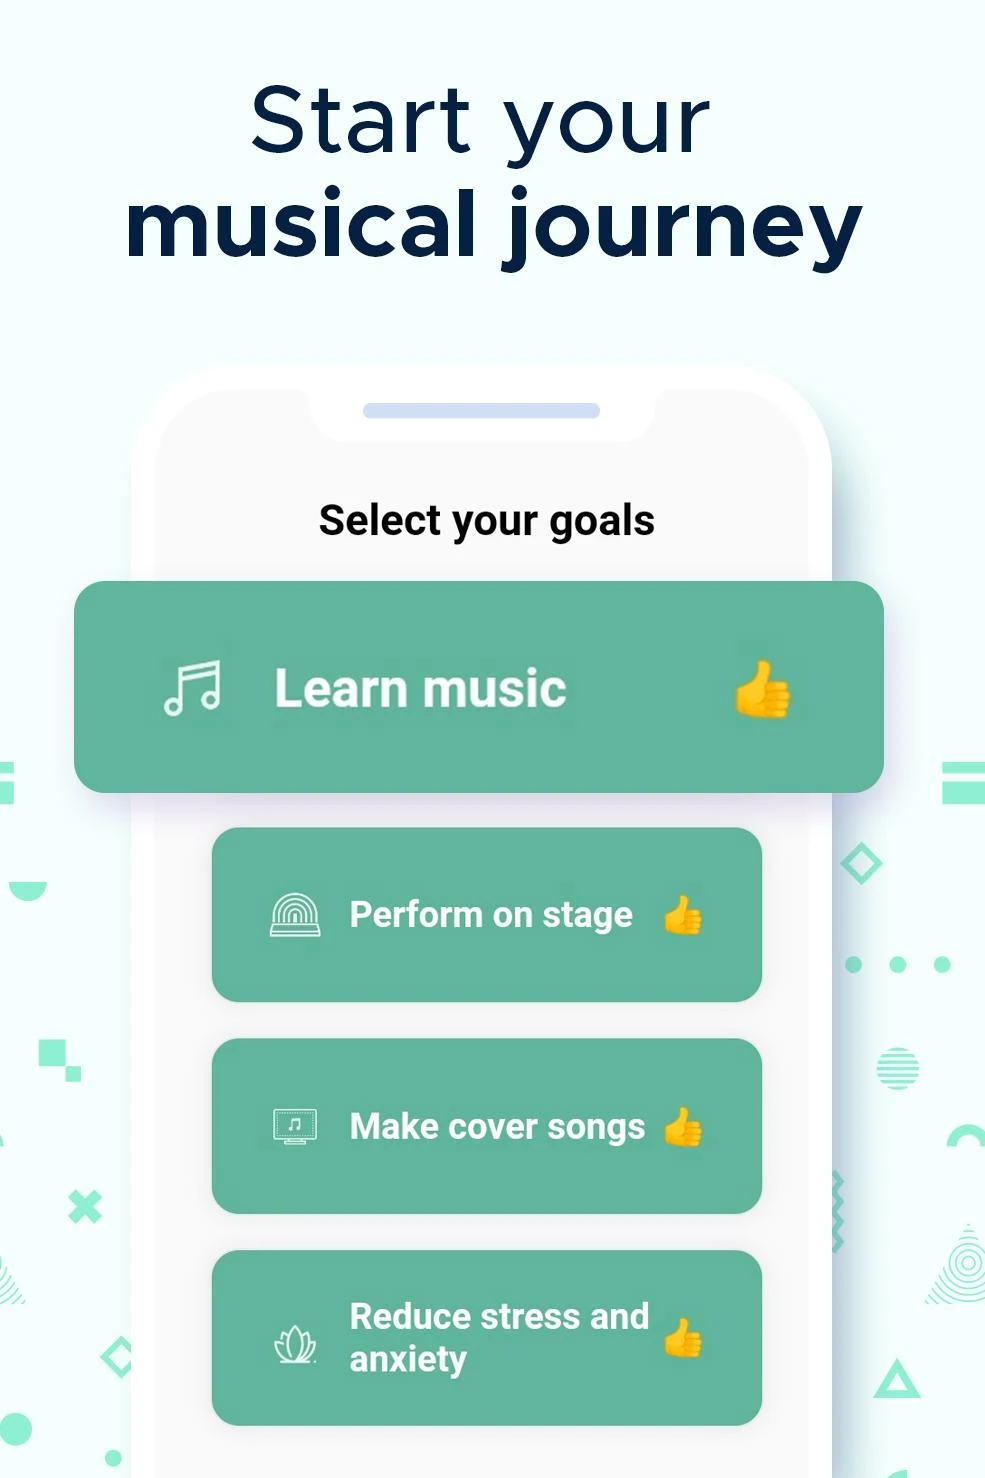 Start your
musical journey
Select your goals
Learn music
Perform on stage
Make cover songs
Reduce stress and
anxiety